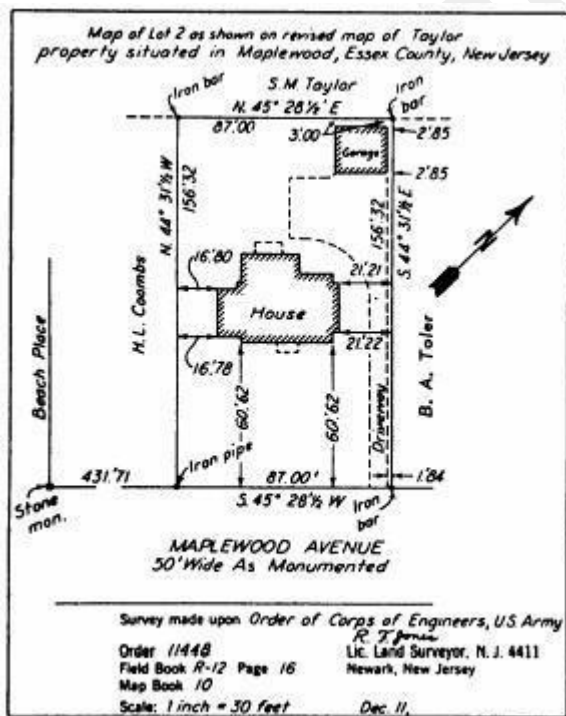 Map of Lot 2 as shown on revised map of Taylor
property situated in Maplewood, Essex County, New Jersey
Iron bar
S.M. Taylor
Iron bar
N. 45° 28½' E
87.00
3'.00
2'.85
Garage
2'.85
N. 44° 31½' W
156'.32
156'.32
S. 44° 31½' E
N
16'.80
21'.21
H.L. Coombs
House
Beach Place
16'.78
21'.22
B. A. Toler
60'.62
60'.62
Driveway
Iron pipe
431.'71
87.00'
1'.84
Stone mon.
S. 45° 28½' W
Iron bar
MAPLEWOOD AVENUE
50' Wide As Monumented
Survey made upon Order of Corps of Engineers, US Army
R. F. Jones
Order 11448
Lic. Land Surveyor, N. J. 4411
Field Book R-12 Page 16
Newark, New Jersey
Map Book 10
Scale: 1 inch = 30 feet
Dec. 11,